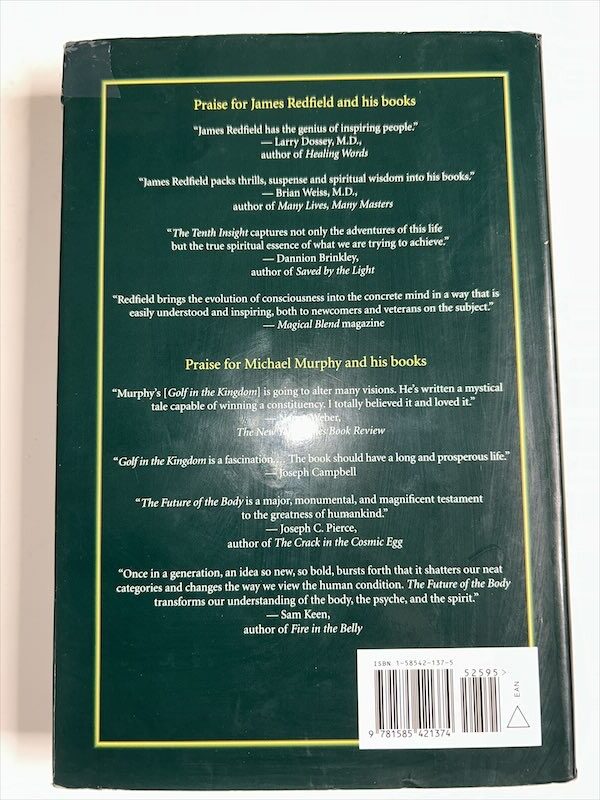 Praise for James Redfield and his books
“James Redfield has the genius of inspiring people.”
— Larry Dossey, M.D.,
author of Healing Words
“James Redfield packs thrills, suspense and spiritual wisdom into his books.”
— Brian Weiss, M.D.,
author of Many Lives, Many Masters
“The Tenth Insight captures not only the adventures of this life
but the true spiritual essence of what we are trying to achieve.”
— Dannion Brinkley,
author of Saved by the Light
“Redfield brings the evolution of consciousness into the concrete mind in a way that is
easily understood and inspiring, both to newcomers and veterans on the subject.”
— Magical Blend magazine
Praise for Michael Murphy and his books
“Murphy’s [Golf in the Kingdom] is going to alter many visions. He’s written a mystical
tale capable of winning a constituency. I totally believed it and loved it.”
Weber,
The New Book Review
“Golf in the Kingdom is a fascination.... The book should have a long and prosperous life.”
— Joseph Campbell
“The Future of the Body is a major, monumental, and magnificent testament
to the greatness of humankind.”
— Joseph C. Pierce,
author of The Crack in the Cosmic Egg
“Once in a generation, an idea so new, so bold, bursts forth that it shatters our neat
categories and changes the way we view the human condition. The Future of the Body
transforms our understanding of the body, the psyche, and the spirit.”
— Sam Keen,
author of Fire in the Belly
ISBN 1-58542-137-5
52595>
EAN
9 781585 421374